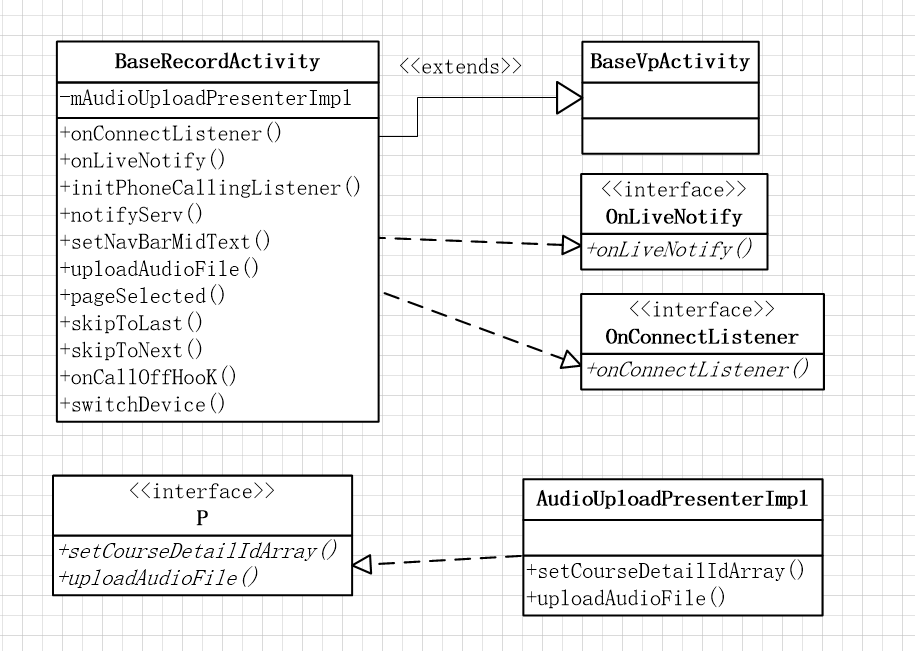 BaseRecordActivity
-mAudioUploadPresenterImpl
+onConnectListener()
+onLiveNotify()
+initPhoneCallingListener()
+notifyServ()
+setNavBarMidText()
+uploadAudioFile()
+pageSelected()
+skipToLast()
+skipToNext()
+onCallOffHooK()
+switchDevice()
<<extends>>
BaseVpActivity
<<interface>>
OnLiveNotify
+onLiveNotify()
<<interface>>
OnConnectListener
+onConnectListener()
<<interface>>
P
+setCourseDetailIdArray()
+uploadAudioFile()
AudioUploadPresenterImpl
+setCourseDetailIdArray()
+uploadAudioFile()